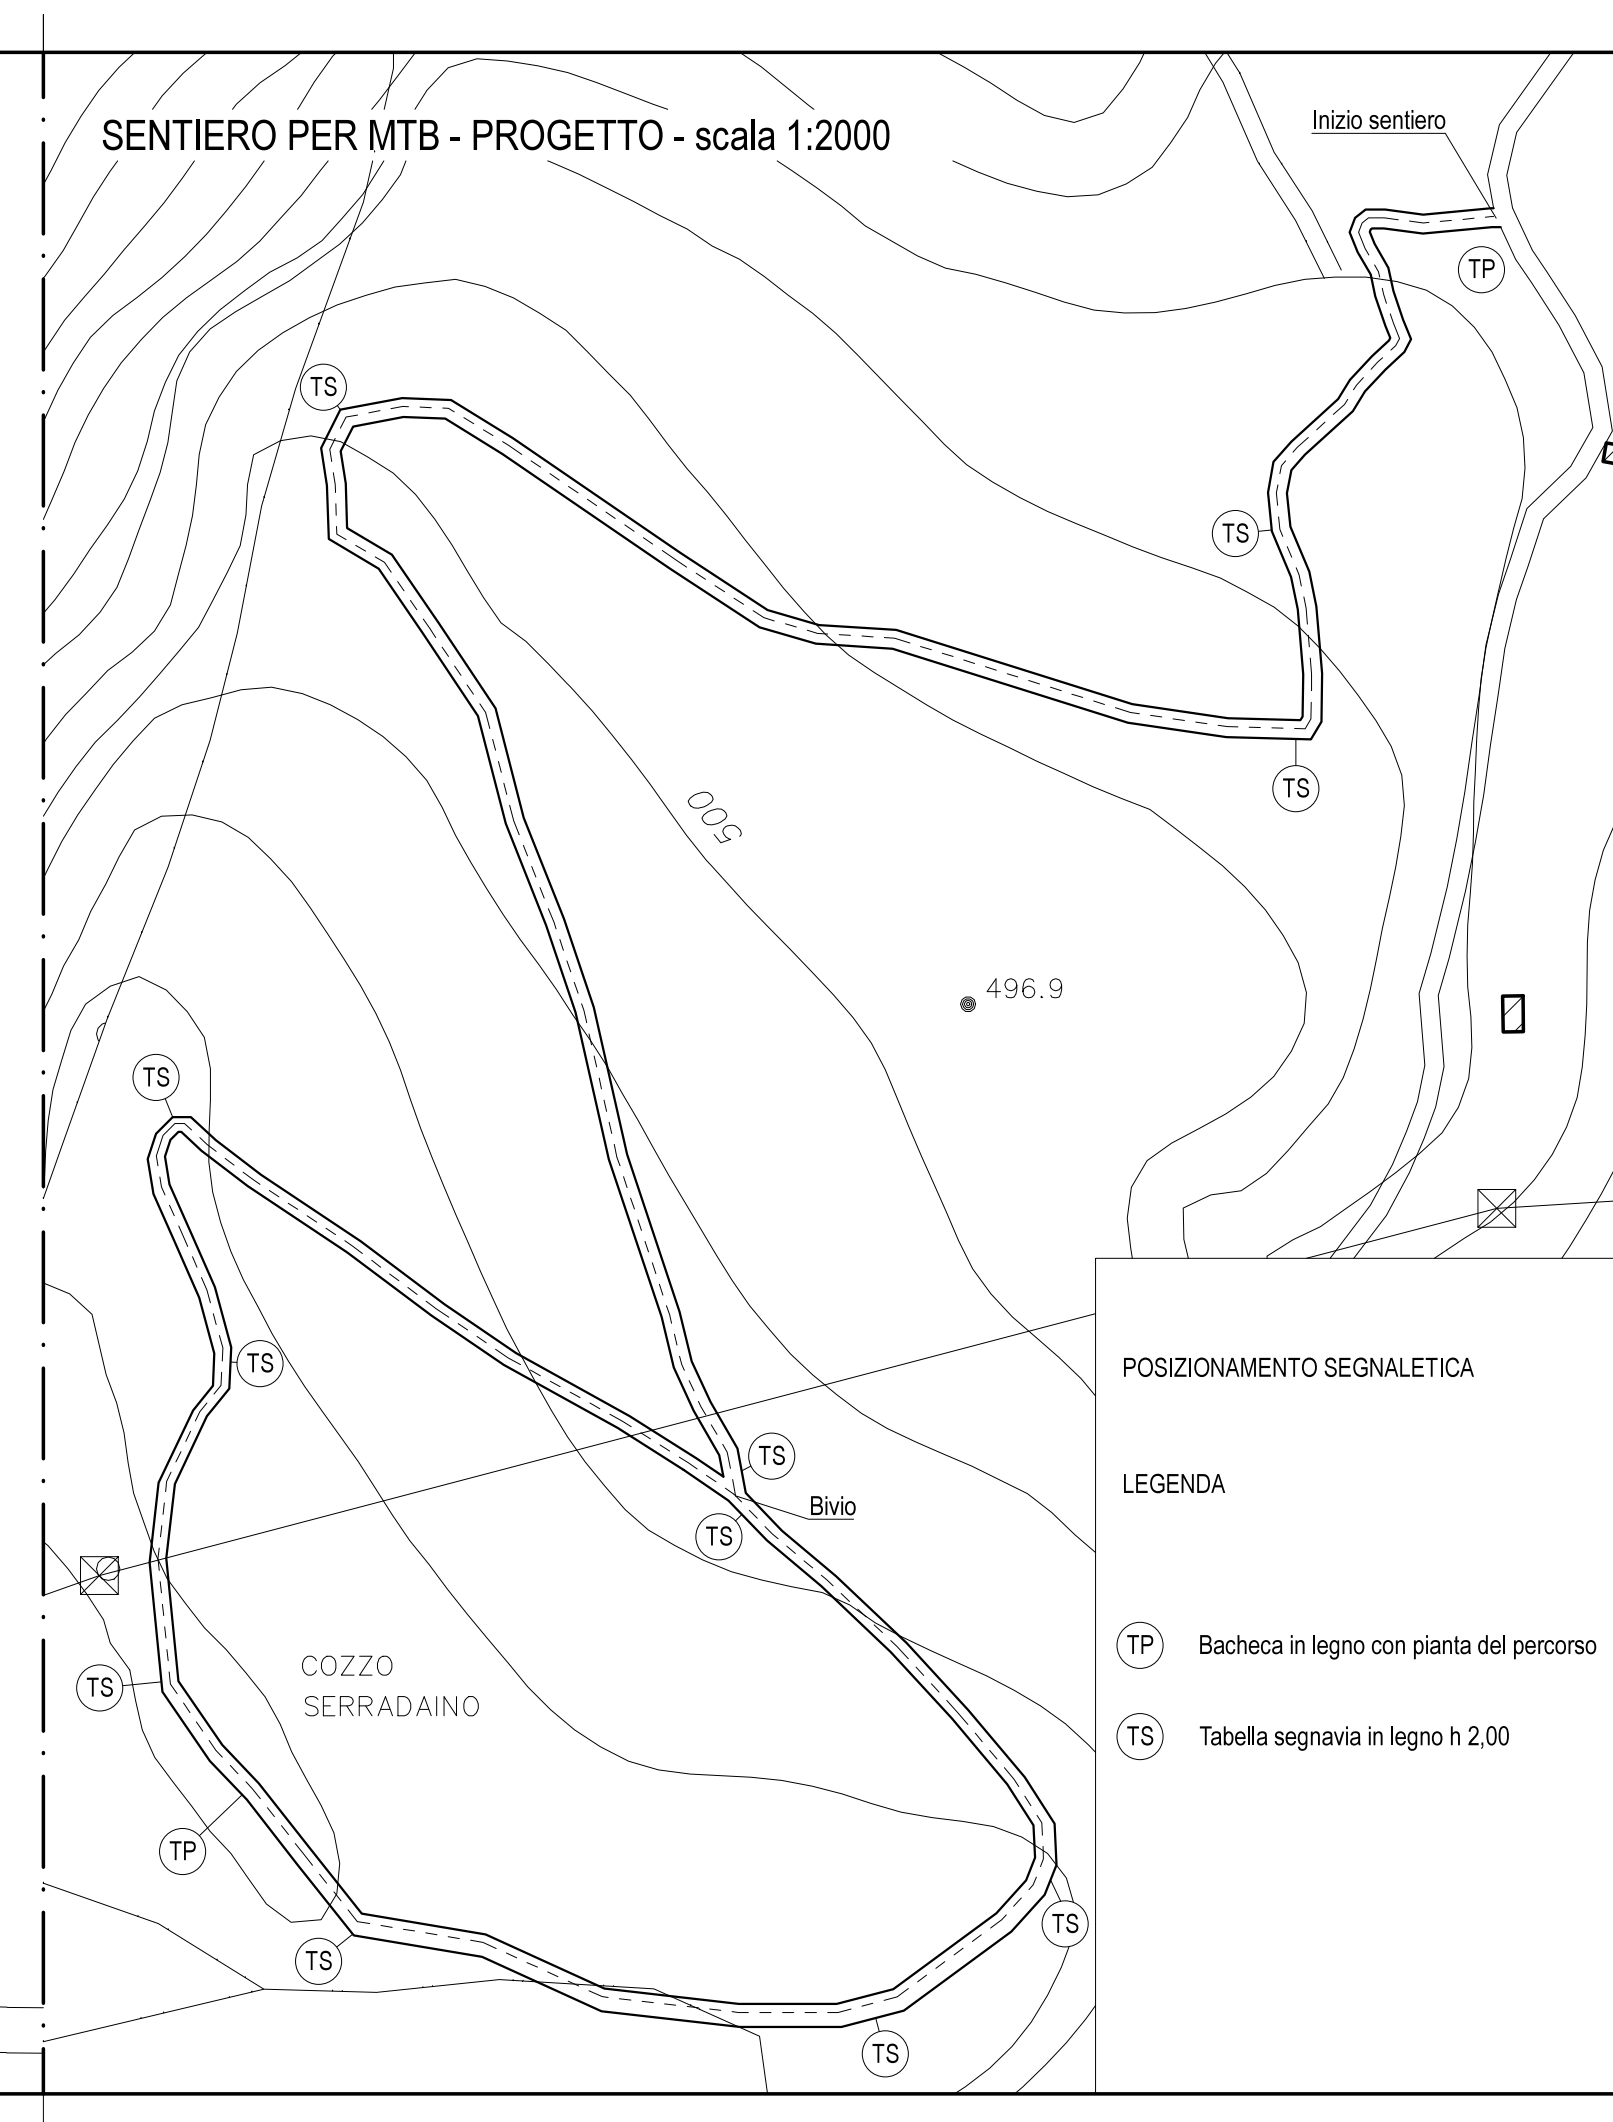 SENTIERO PER MTB - PROGETTO - scala 1:2000
Inizio sentiero
TP
TS
TS
TS
500
496.9
TS
TS
TS
Bivio
TS
COZZO
SERRADAINO
TS
TP
TS
TS
TS
POSIZIONAMENTO SEGNALETICA
LEGENDA
TP Bacheca in legno con pianta del percorso
TS Tabella segnavia in legno h 2,00